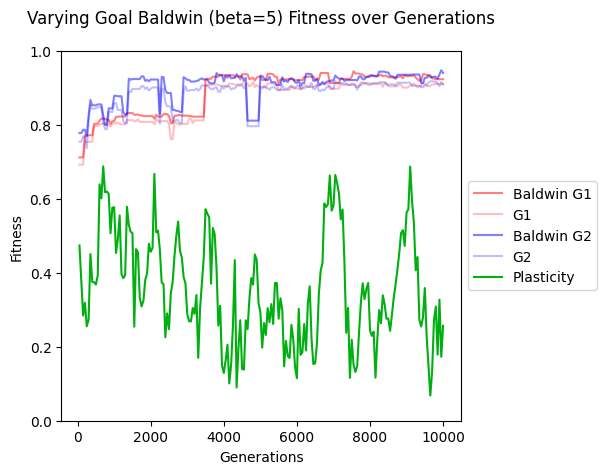 Varying Goal Baldwin (beta=5) Fitness over Generations
1.0
0.8
0.6
0.4
0.2
0.0
Fitness
0
2000
4000
6000
8000
10000
Generations
Baldwin G1
G1
Baldwin G2
G2
Plasticity